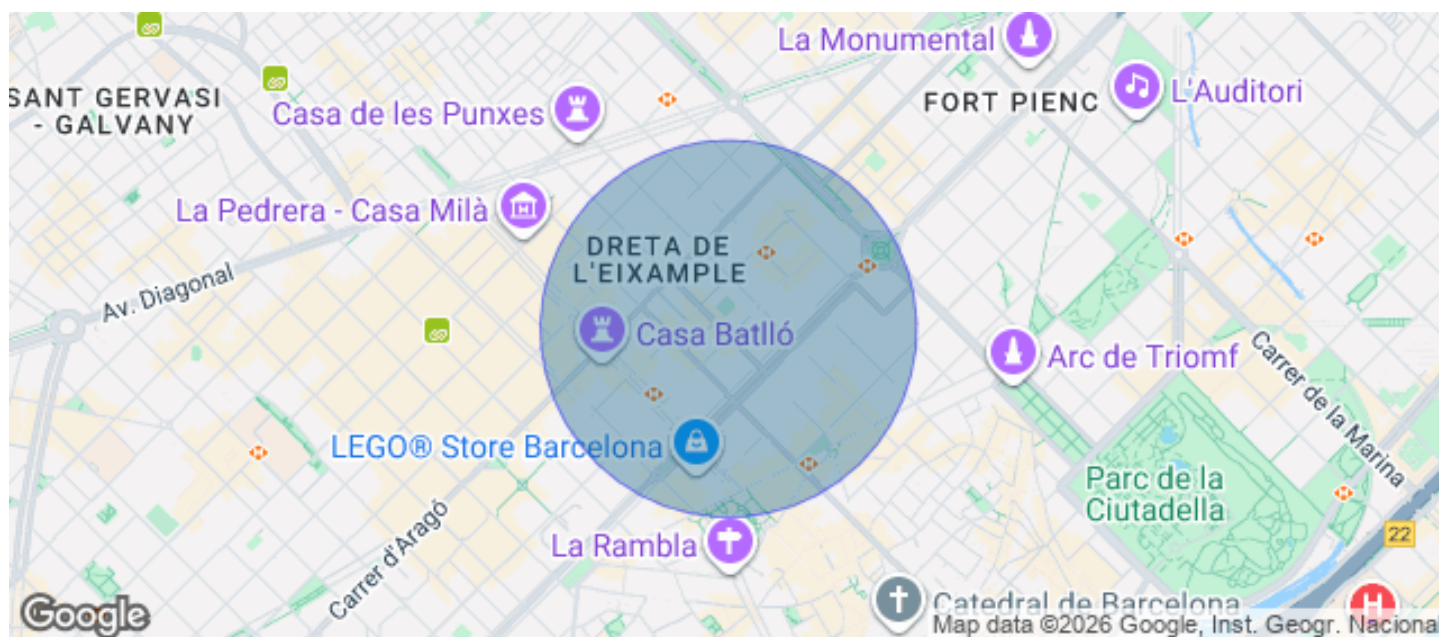 La Monumental
SANT GERVASI
- GALVANY
Casa de les Punxes
FORT PIENC
L'Auditori
La Pedrera - Casa Milà
DRETA DE
L'EIXAMPLE
Av. Diagonal
Casa Batlló
Arc de Triomf
Carrer de la Marina
LEGO® Store Barcelona
Parc de la
Ciutadella
Carrer d'Aragó
La Rambla
22
Catedral de Barcelona
H
Google
Map data ©2026 Google, Inst. Geogr. Naciona